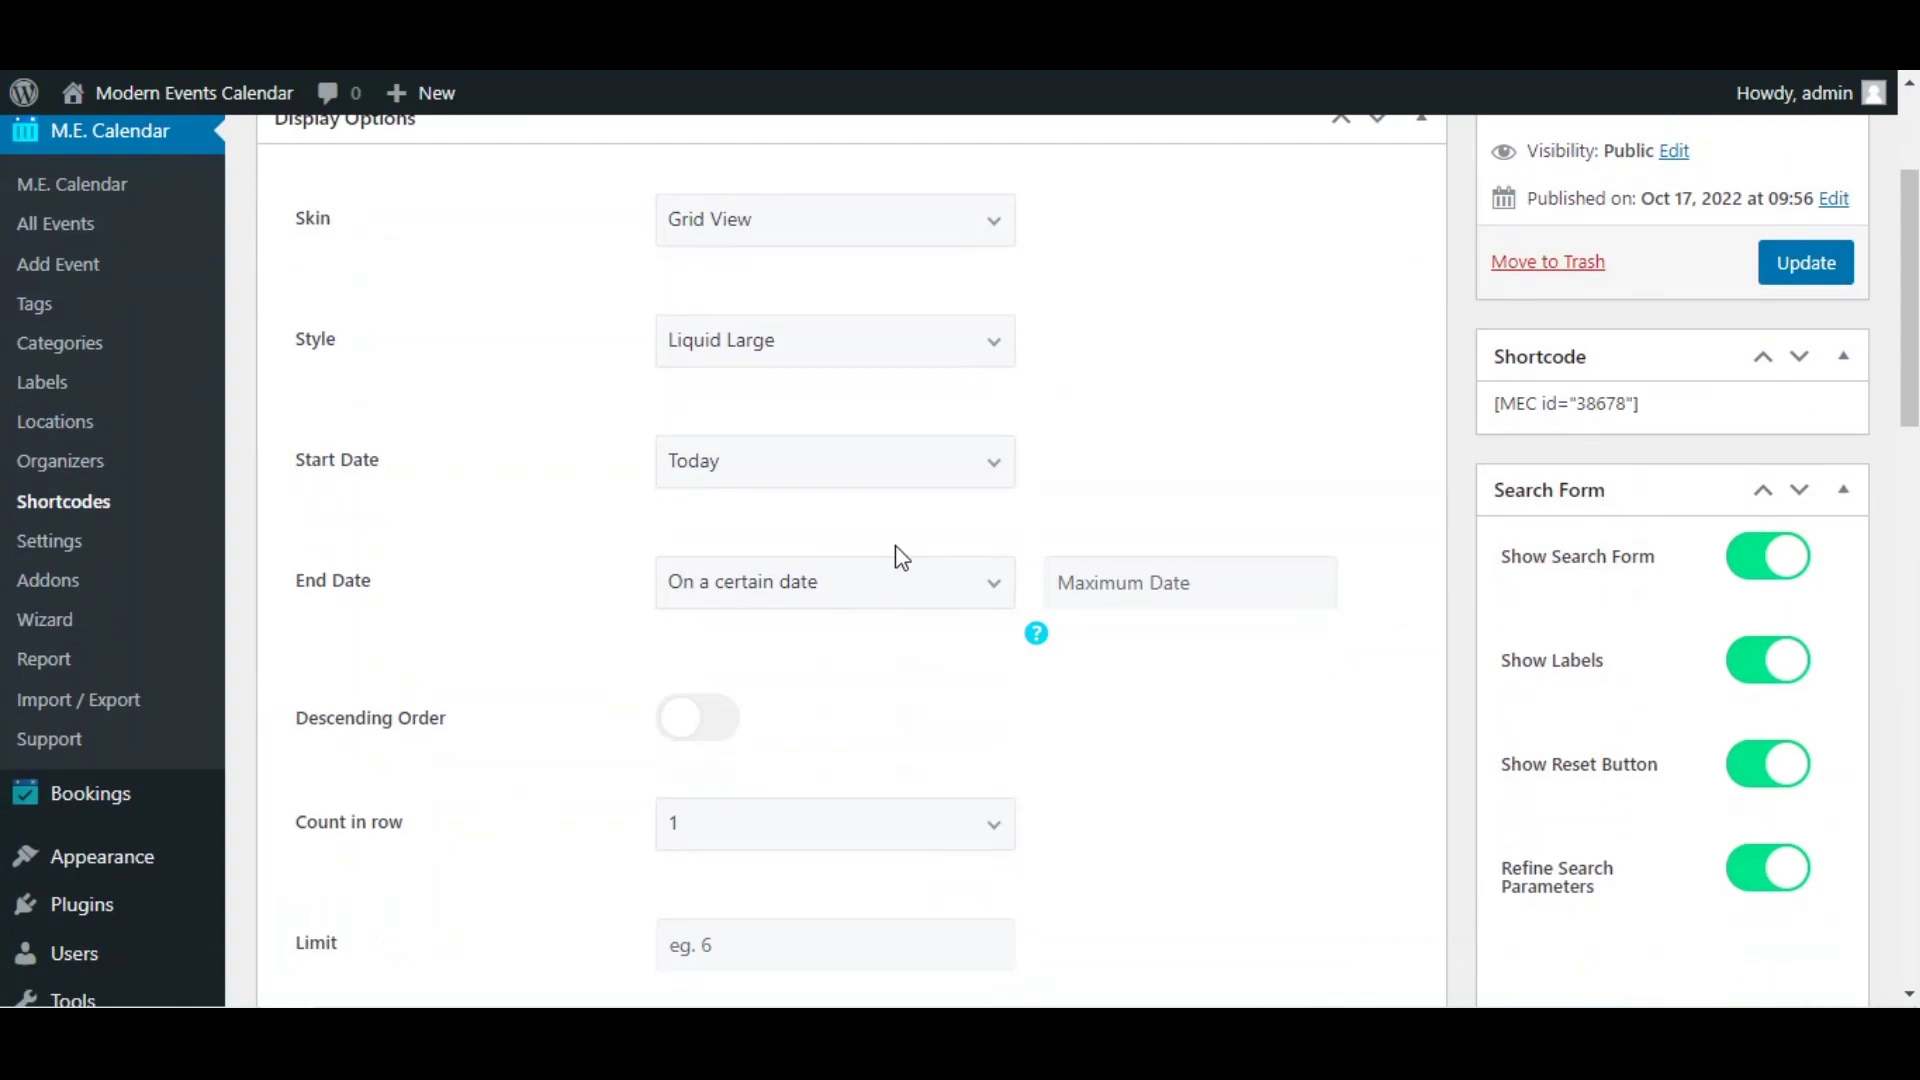 Modern Events Calendar 0 New Howdy, admin
M.E. Calendar
M.E. Calendar
All Events
Add Event
Tags
Categories
Labels
Locations
Organizers
Shortcodes
Settings
Addons
Wizard
Report
Import / Export
Support
Bookings
Appearance
Plugins
Users
Tools
Display Options
Skin Grid View
Style Liquid Large
Start Date Today
End Date On a certain date Maximum Date
?
Descending Order
Count in row 1
Limit eg. 6
Visibility: Public Edit
Published on: Oct 17, 2022 at 09:56 Edit
Move to Trash Update
Shortcode
[MEC id="38678"]
Search Form
Show Search Form
Show Labels
Show Reset Button
Refine Search
Parameters